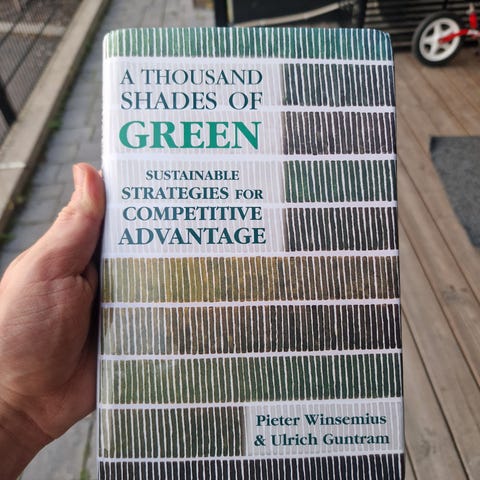 A THOUSAND
SHADES OF
GREEN
SUSTAINABLE
STRATEGIES FOR
COMPETITIVE
ADVANTAGE
Pieter Winsemius
& Ulrich Guntram